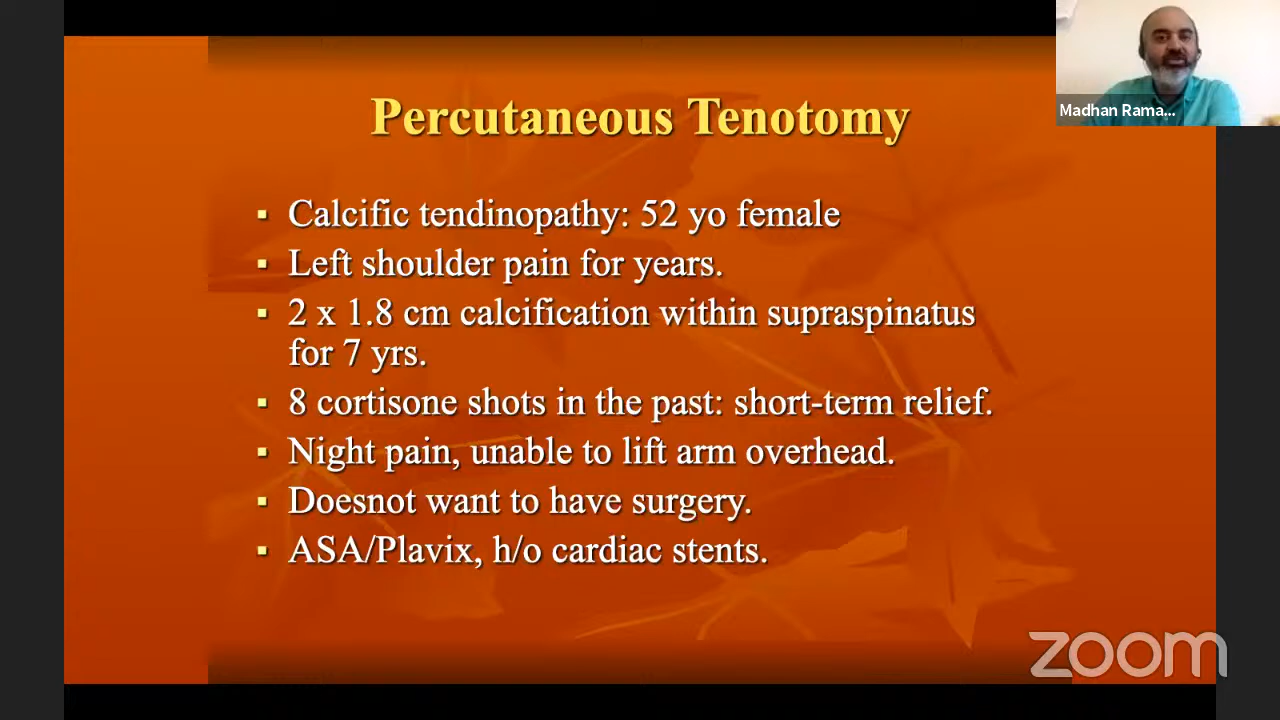 Percutaneous Tenotomy
Madhan Rama...
▪ Calcific tendinopathy: 52 yo female
▪ Left shoulder pain for years.
▪ 2 x 1.8 cm calcification within supraspinatus
for 7 yrs.
▪ 8 cortisone shots in the past: short-term relief.
▪ Night pain, unable to lift arm overhead.
▪ Doesnot want to have surgery.
▪ ASA/Plavix, h/o cardiac stents.
zoom